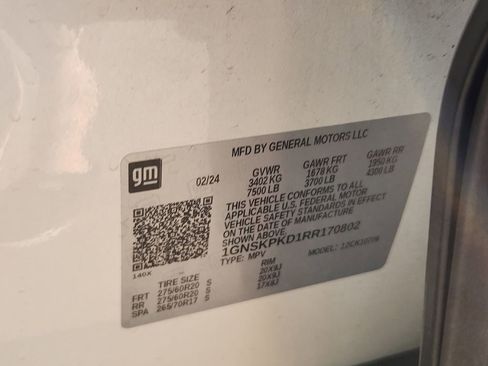 MFD BY GENERAL MOTORS LLC
gm
02/24 GVWR GAWR FRT GAWR RR
3402 KG 1678 KG 1950 KG
7500 LB 3700 LB 4300 LB
THIS VEHICLE CONFORMS TO ALL
APPLICABLE U.S. FEDERAL MOTOR
VEHICLE SAFETY STANDARDS IN EFFECT
ON THE DATE OF MANUFACTURE
1GNSKPKD1RR170802
TYPE: MPV MODEL:
140X
TIRE SIZE RIM
FRT 275/60R20 S 20X9J
RR 275/60R20 S 20X9J
SPA 265/70R17 S 17X8J